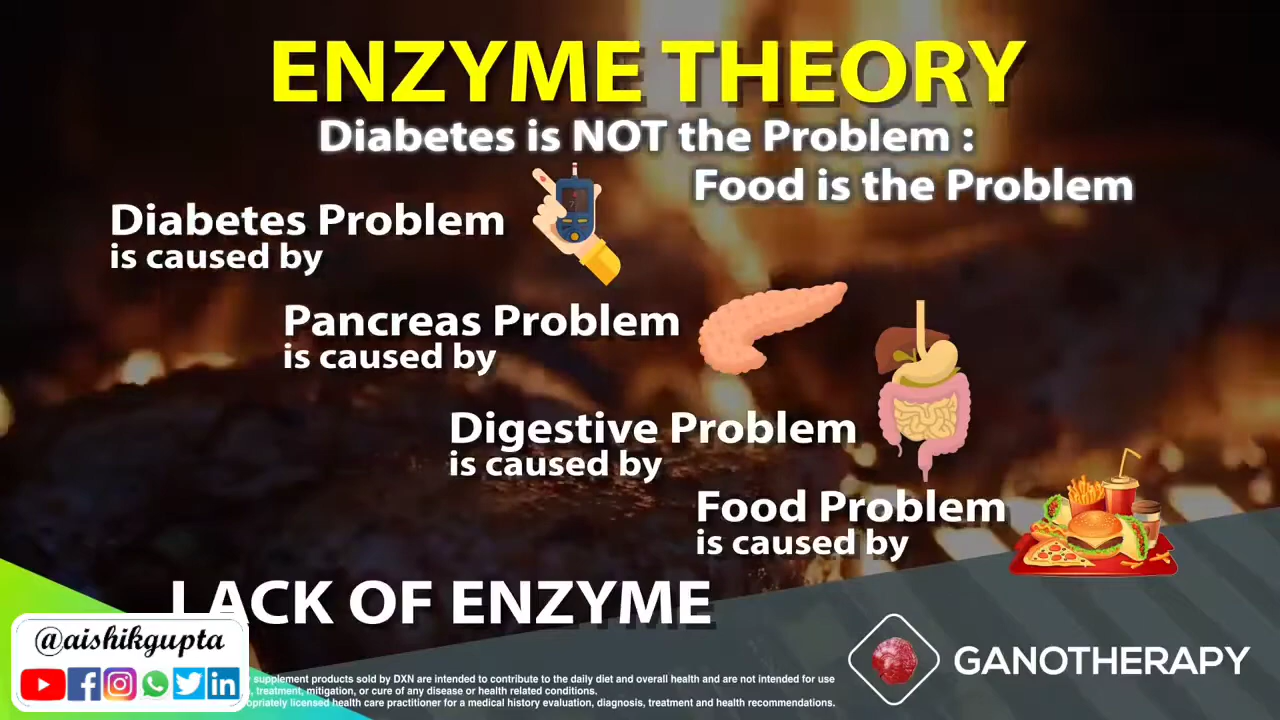 ENZYME THEORY
Diabetes is NOT the Problem :
Food is the Problem
Diabetes Problem
is caused by
Pancreas Problem
is caused by
Digestive Problem
is caused by
Food Problem
is caused by
LACK OF ENZYME
@aishikgupta
GANOTHERAPY
supplement products sold by DXN are intended to contribute to the daily diet and overall health and are not intended for use
, treatment, mitigation, or cure of any disease or health related conditions.
licensed health care practitioner for a medical history evaluation, diagnosis, treatment and health recommendations.